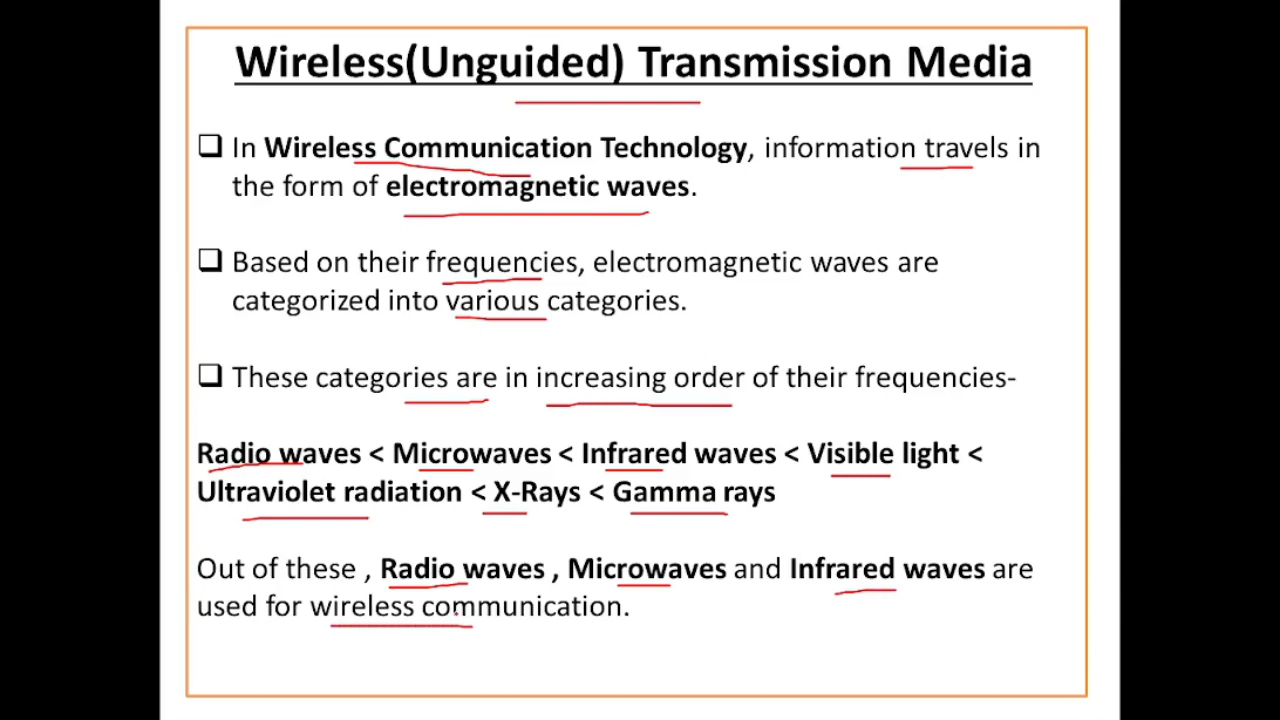 Wireless(Unguided) Transmission Media
❑ In Wireless Communication Technology, information travels in
the form of electromagnetic waves.
❑ Based on their frequencies, electromagnetic waves are
categorized into various categories.
❑ These categories are in increasing order of their frequencies-
Radio waves < Microwaves < Infrared waves < Visible light <
Ultraviolet radiation < X-Rays < Gamma rays
Out of these , Radio waves , Microwaves and Infrared waves are
used for wireless communication.